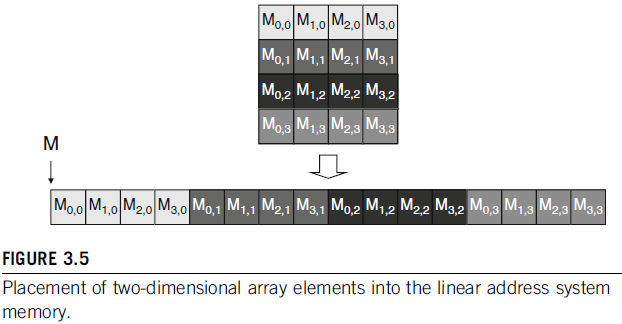 M0,0 M1,0 M2,0 M3,0
M0,1 M1,1 M2,1 M3,1
M0,2 M1,2 M2,2 M3,2
M0,3 M1,3 M2,3 M3,3
M
M0,0 M1,0 M2,0 M3,0 M0,1 M1,1 M2,1 M3,1 M0,2 M1,2 M2,2 M3,2 M0,3 M1,3 M2,3 M3,3
FIGURE 3.5
Placement of two-dimensional array elements into the linear address system
memory.